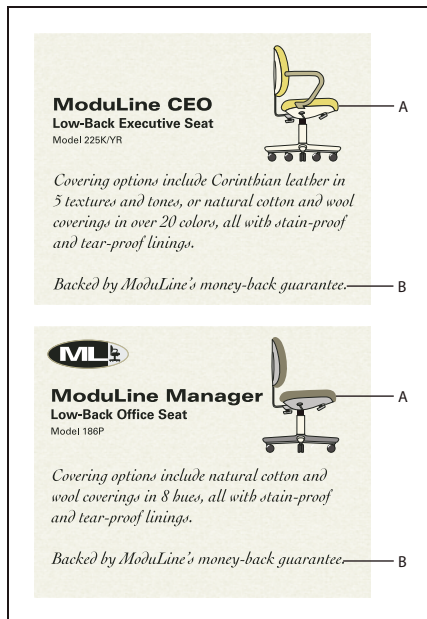 ModuLine CEO
Low-Back Executive Seat
Model 225K/YR
A
Covering options include Corinthian leather in
5 textures and tones, or natural cotton and wool
coverings in over 20 colors, all with stain-proof
and tear-proof linings.
Backed by ModuLine's money-back guarantee.
B
ML
ModuLine Manager
Low-Back Office Seat
Model 186P
A
Covering options include natural cotton and
wool coverings in 8 hues, all with stain-proof
and tear-proof linings.
Backed by ModuLine's money-back guarantee.
B